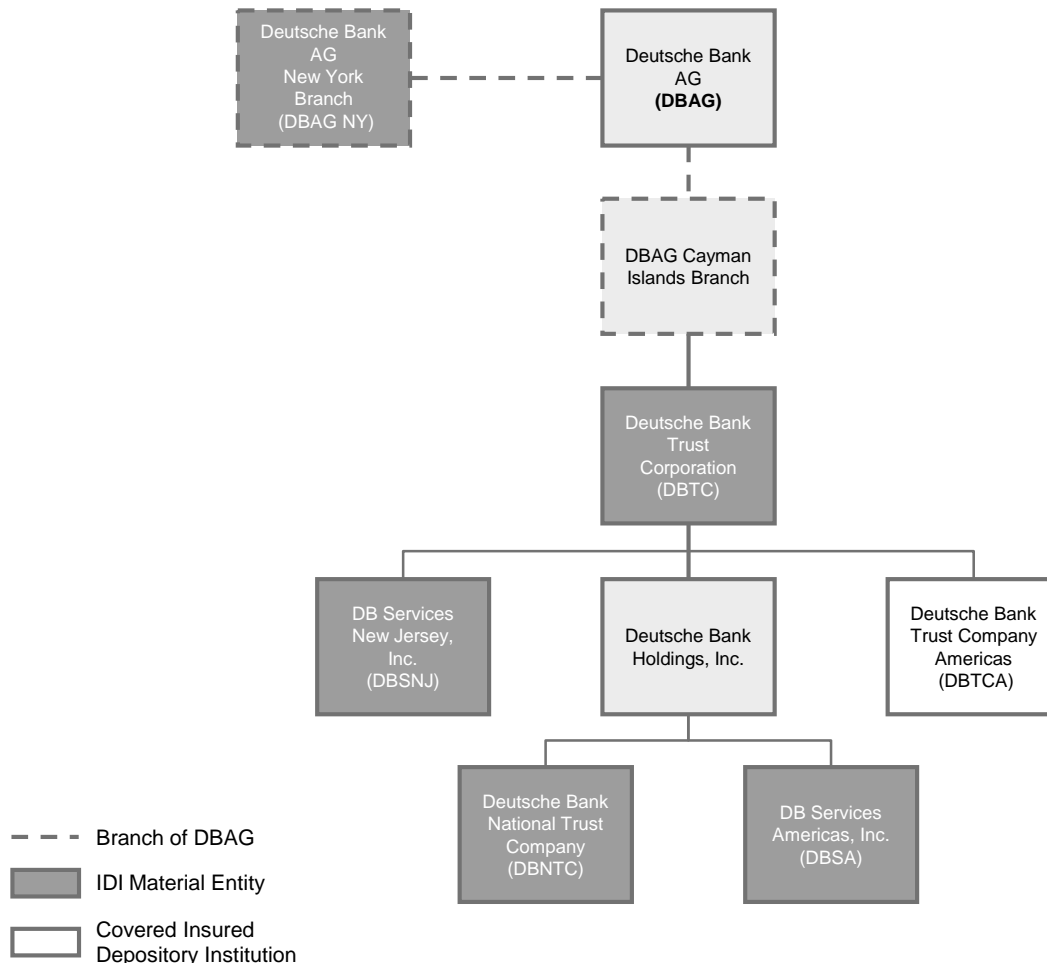 Deutsche Bank
AG
New York
Branch
(DBAG NY)
Deutsche Bank
AG
(DBAG)
DBAG Cayman
Islands Branch
Deutsche Bank
Trust
Corporation
(DBTC)
DB Services
New Jersey,
Inc.
(DBSNJ)
Deutsche Bank
Holdings, Inc.
Deutsche Bank
Trust Company
Americas
(DBTCA)
Deutsche Bank
National Trust
Company
(DBNTC)
DB Services
Americas, Inc.
(DBSA)
Branch of DBAG
IDI Material Entity
Covered Insured
Depository Institution